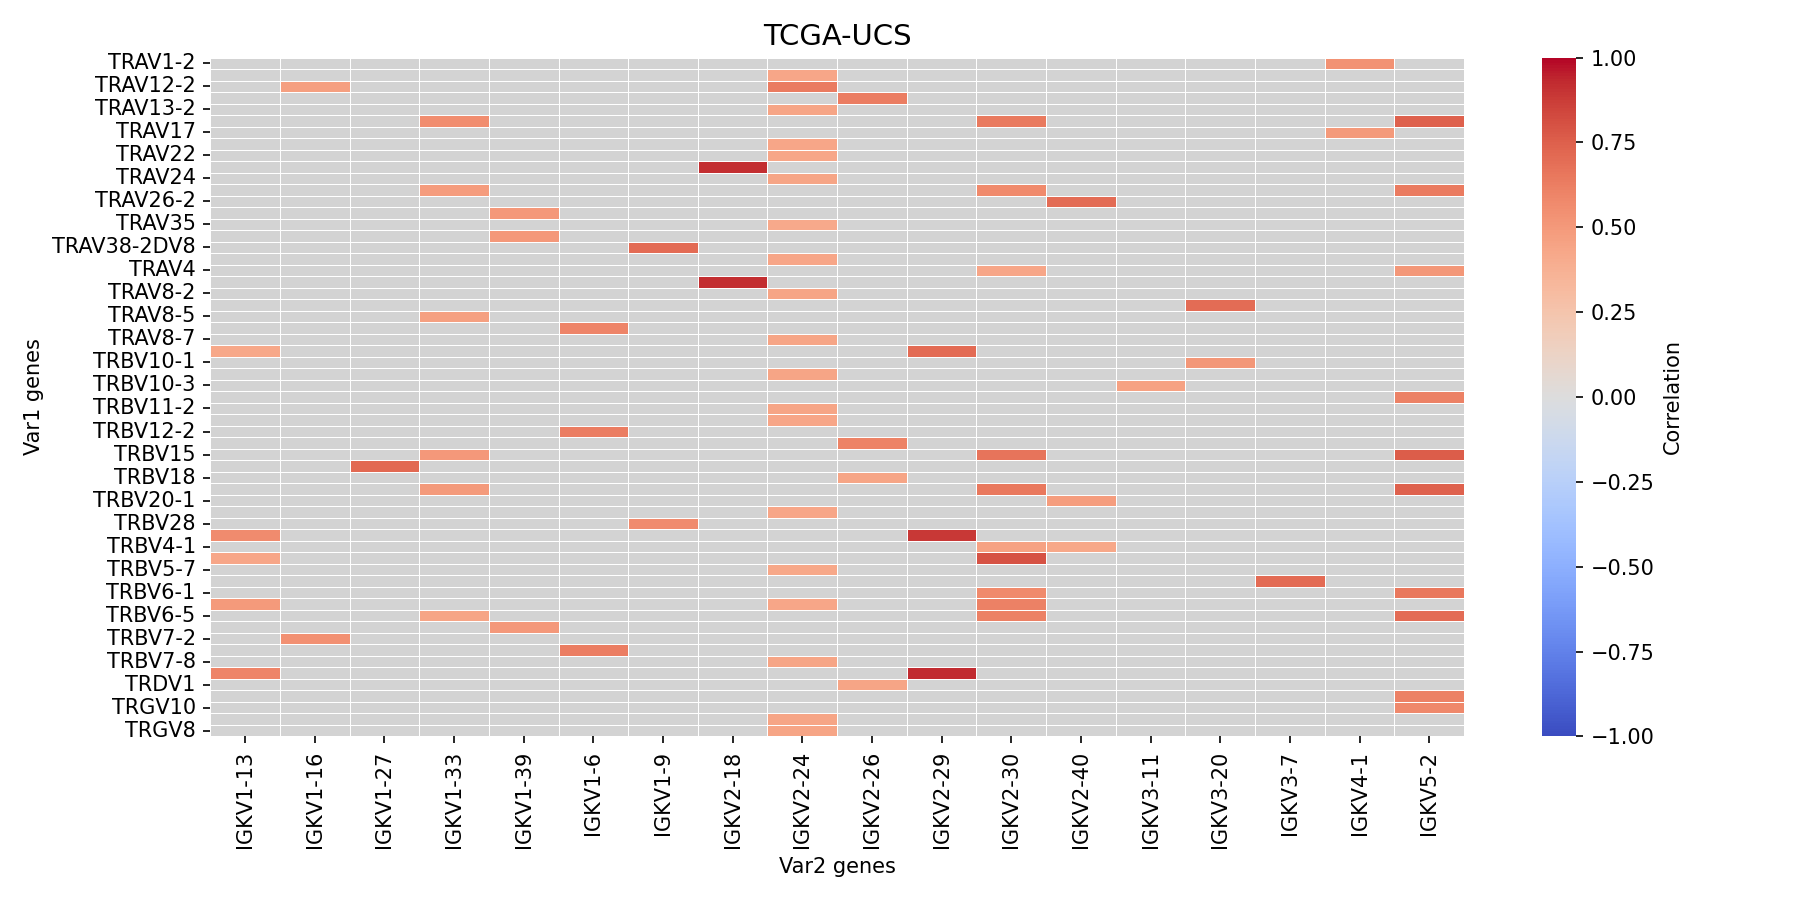 TCGA-UCS
TRAV1-2
TRAV12-2
TRAV13-2
TRAV17
TRAV22
TRAV24
TRAV26-2
TRAV35
TRAV38-2DV8
TRAV4
TRAV8-2
TRAV8-5
TRAV8-7
TRBV10-1
TRBV10-3
TRBV11-2
TRBV12-2
TRBV15
TRBV18
TRBV20-1
TRBV28
TRBV4-1
TRBV5-7
TRBV6-1
TRBV6-5
TRBV7-2
TRBV7-8
TRDV1
TRGV10
TRGV8
Var1 genes
IGKV1-13
IGKV1-16
IGKV1-27
IGKV1-33
IGKV1-39
IGKV1-6
IGKV1-9
IGKV2-18
IGKV2-24
IGKV2-26
IGKV2-29
IGKV2-30
IGKV2-40
IGKV3-11
IGKV3-20
IGKV3-7
IGKV4-1
IGKV5-2
Var2 genes
1.00
0.75
0.50
0.25
0.00
−0.25
−0.50
−0.75
−1.00
Correlation